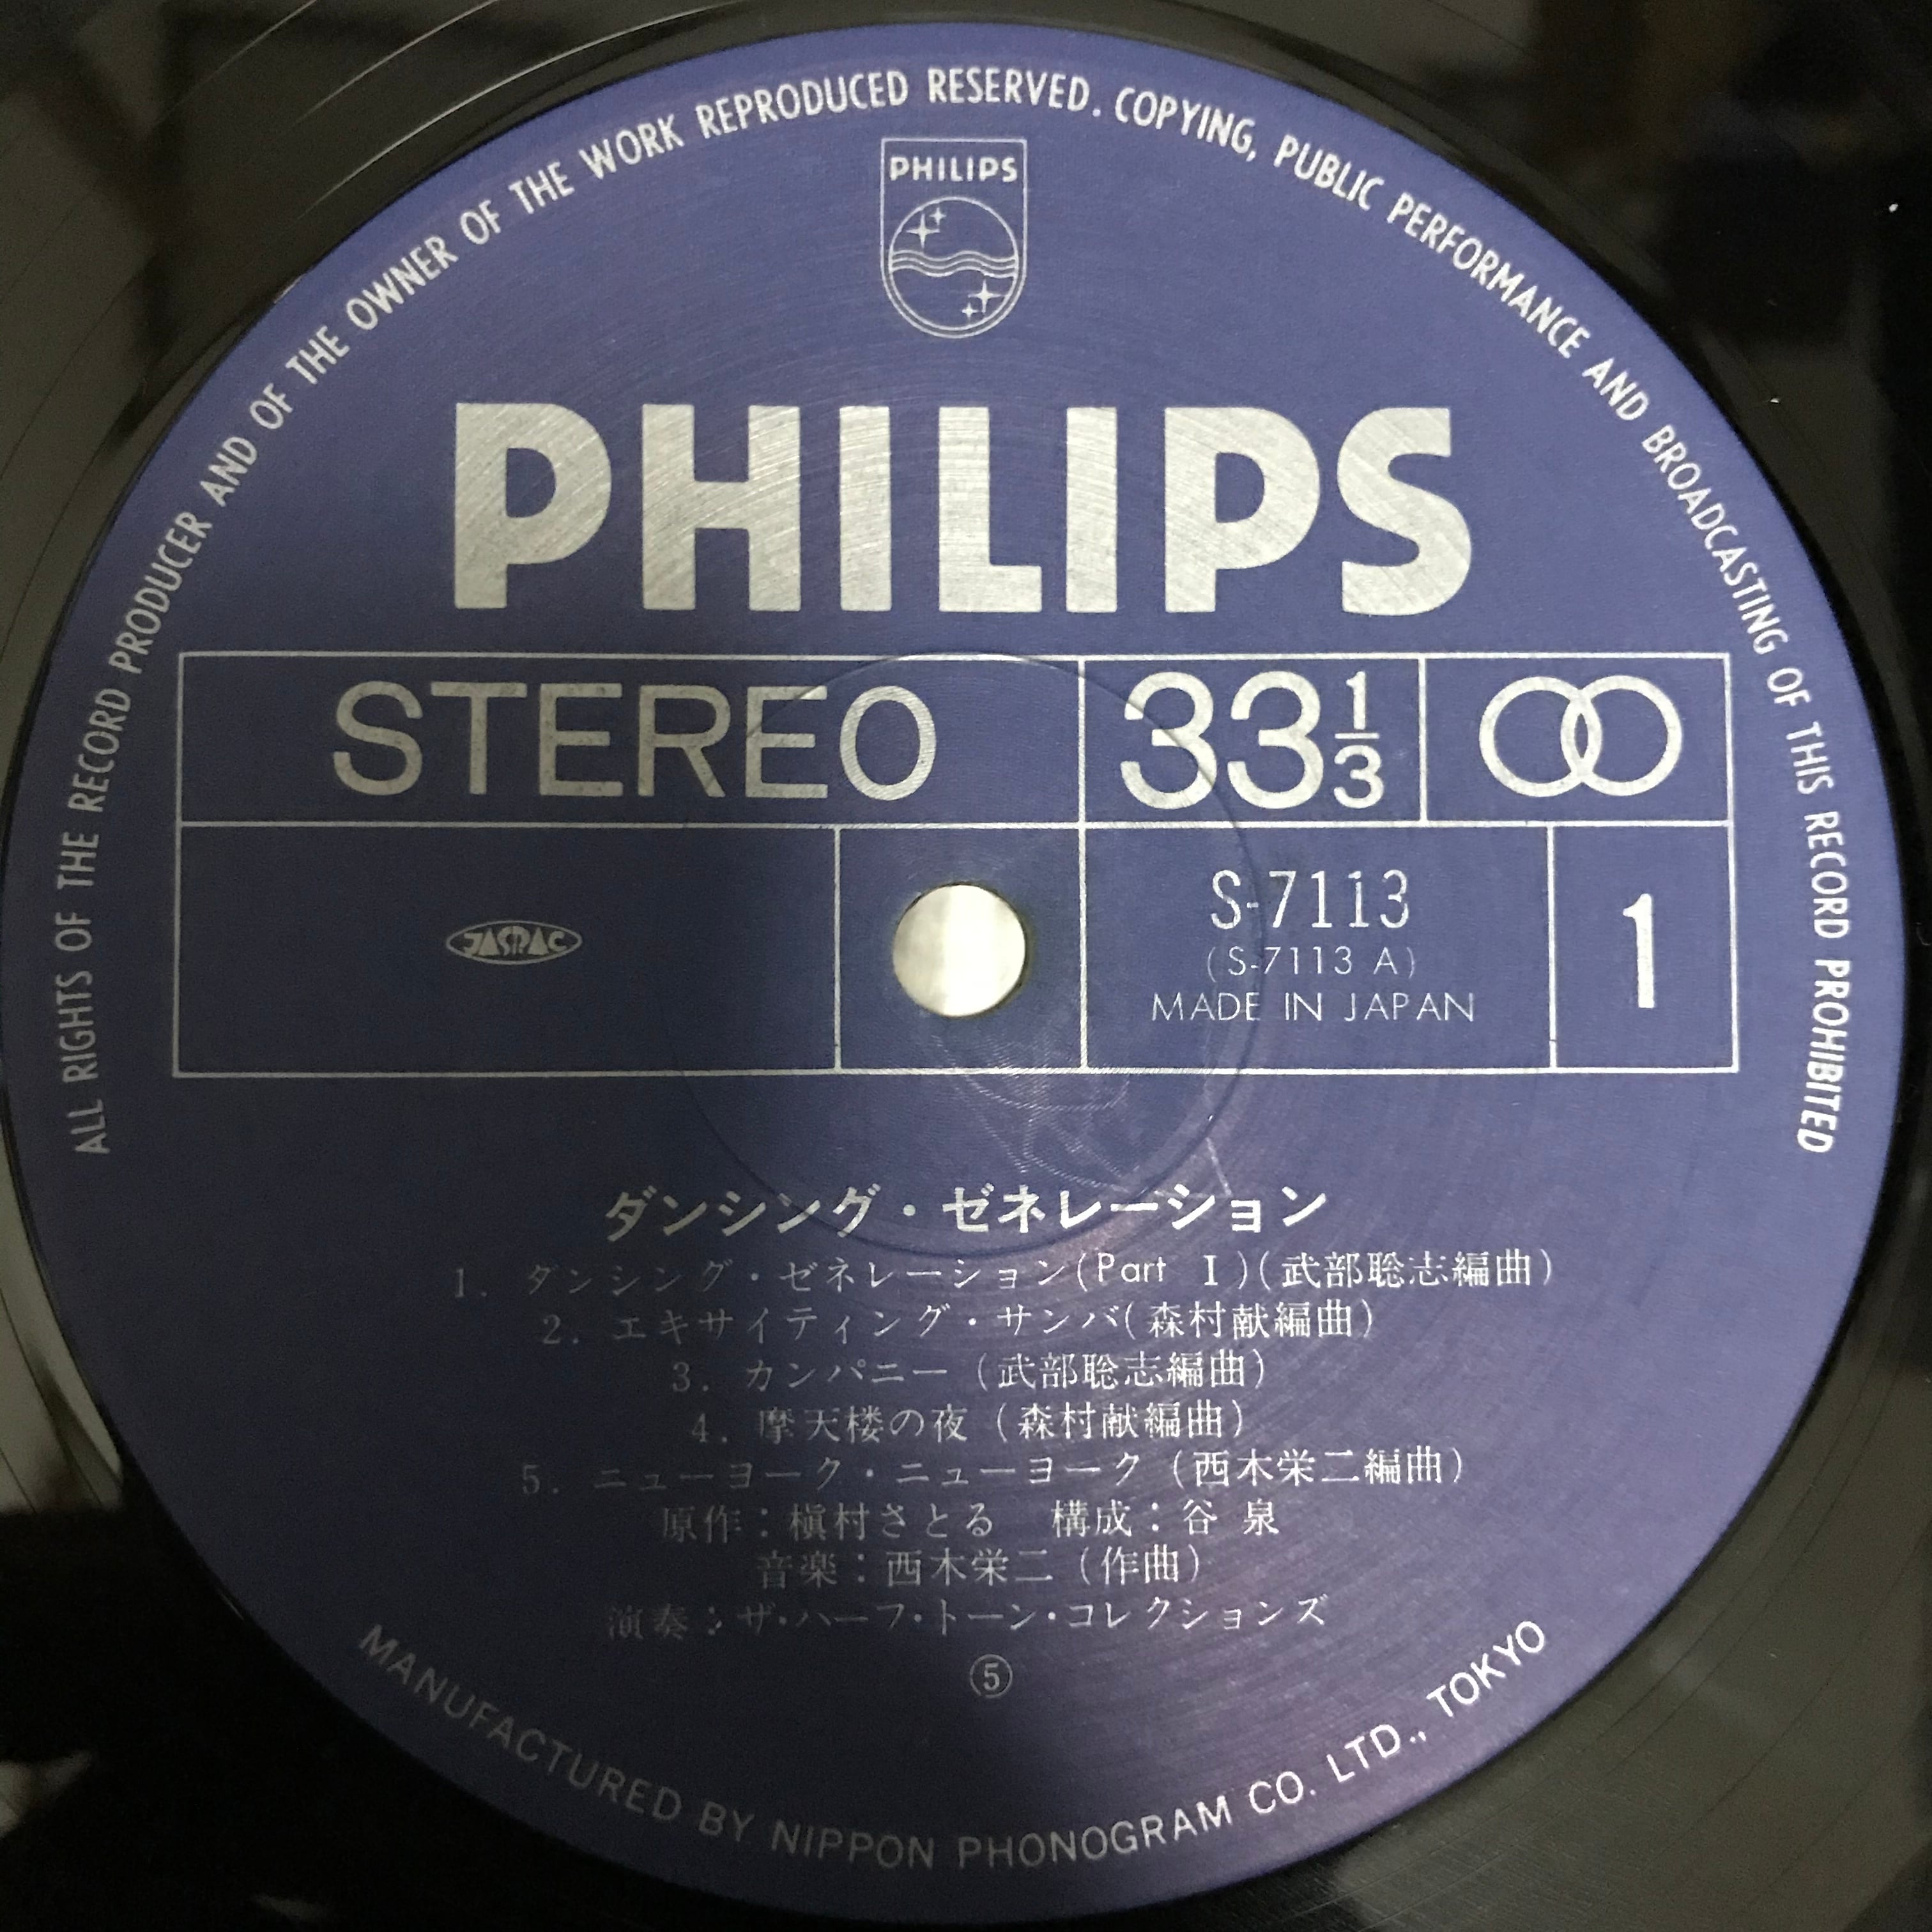 ALL RIGHTS OF THE RECORD PRODUCER AND OF THE OWNER OF THE WORK REPRODUCED RESERVED. COPYING, PUBLIC PERFORMANCE AND BROADCASTING OF THIS RECORD PROHIBITED
PHILIPS
PHILIPS
STEREO 33 1/3
JASRAC
S-7113
(S-7113 A)
MADE IN JAPAN
1
ダンシング・ゼネレーション
1. ダンシング・ゼネレーション(Part I)(武部聡志編曲)
2. エキサイティング・サンバ(森村献編曲)
3. カンパニー (武部聡志編曲)
4. 摩天楼の夜 (森村献編曲)
5. ニューヨーク・ニューヨーク (西木栄二編曲)
原作：槇村さとる 構成：谷 泉
音楽：西木栄二 (作曲)
演奏：ザ・ハーフ・トーン・コレクションズ
⑤
MANUFACTURED BY NIPPON PHONOGRAM CO. LTD., TOKYO